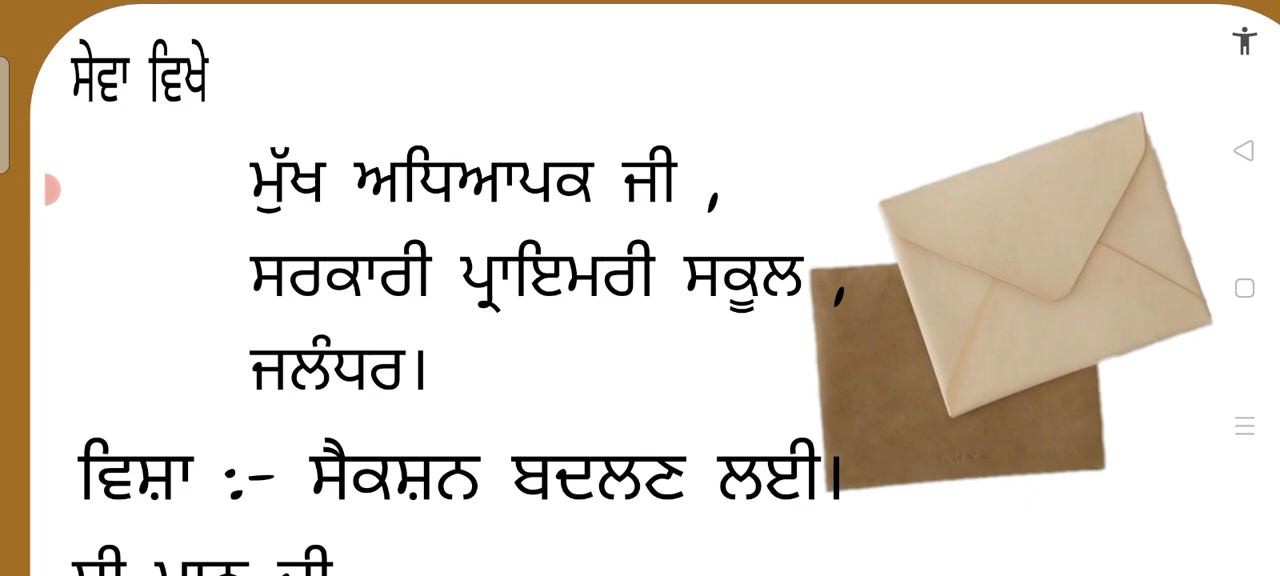 ਸੇਵਾ ਵਿਖੇ
ਮੁੱਖ ਅਧਿਆਪਕ ਜੀ ,
ਸਰਕਾਰੀ ਪ੍ਰਾਇਮਰੀ ਸਕੂਲ ,
ਜਲੰਧਰ।
ਵਿਸ਼ਾ :- ਸੈਕਸ਼ਨ ਬਦਲਣ ਲਈ।